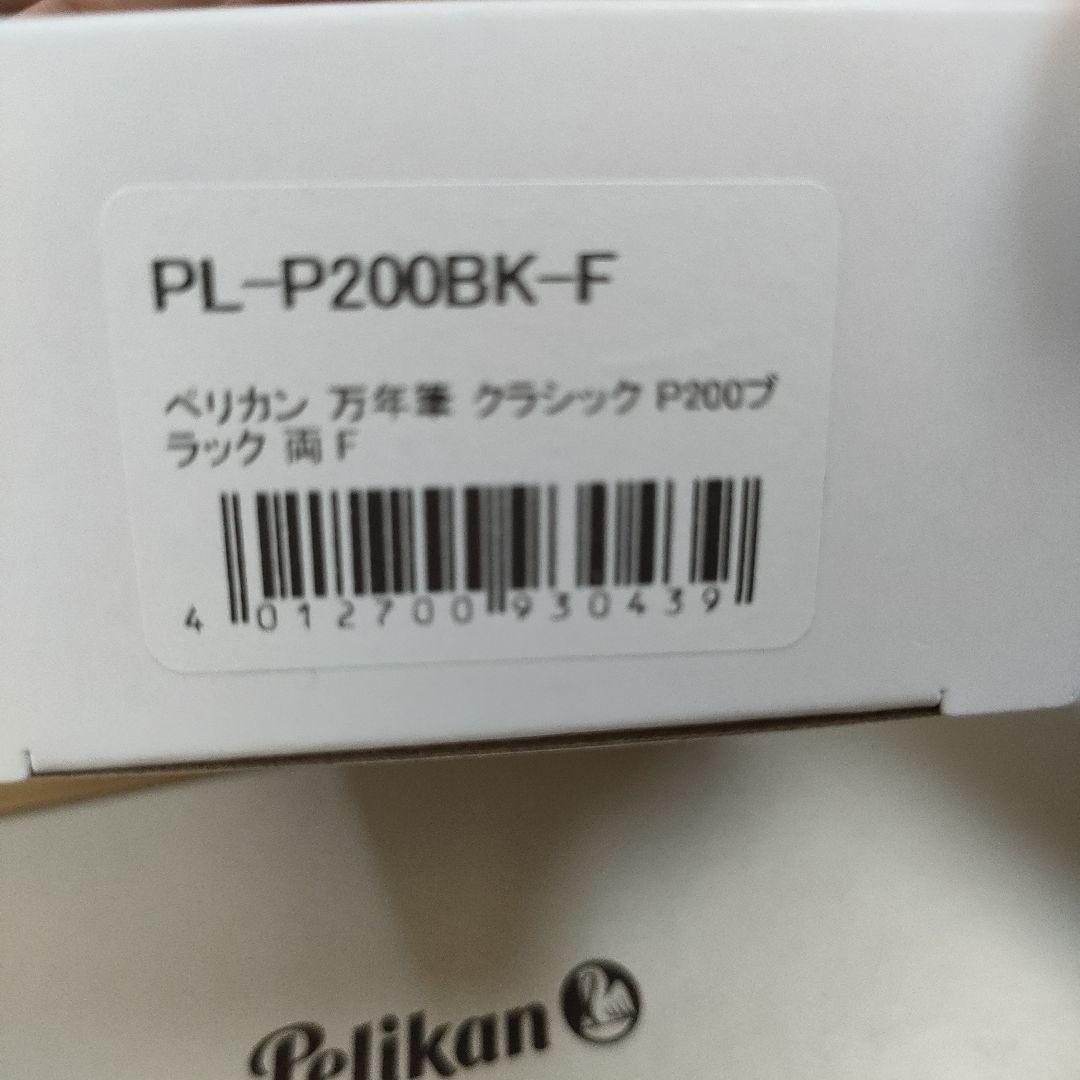 PL-P200BK-F
ペリカン 万年筆 クラシック P200ブ
ラック 両 F
4 012700 930439
Pelikan